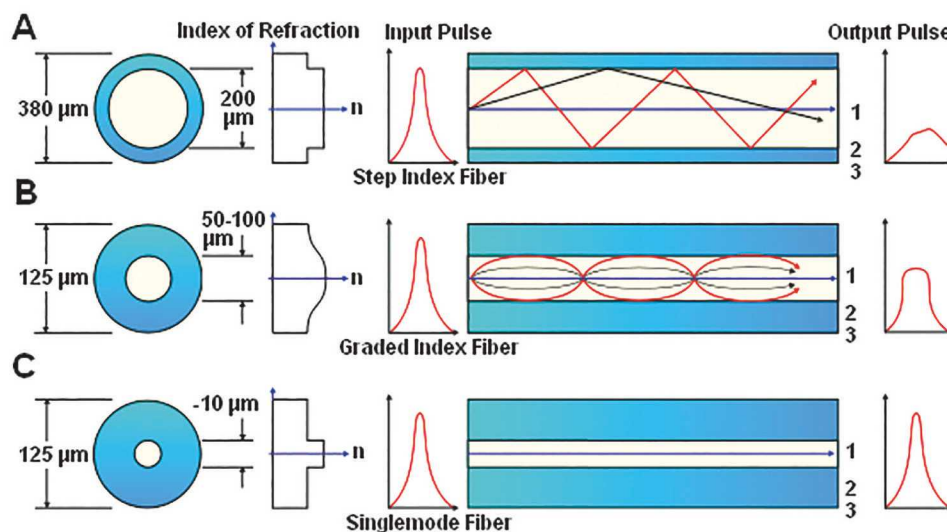 A
Index of Refraction
Input Pulse
Output Pulse
380 µm
200
µm
n
1
2
3
Step Index Fiber
B
50-100
µm
125 µm
n
1
2
3
Graded Index Fiber
C
-10 µm
125 µm
n
1
2
3
Singlemode Fiber